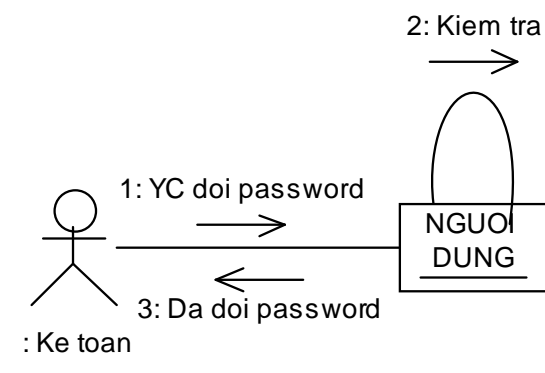 2: Kiem tra
1: YC doi password
NGUOI
DUNG
3: Da doi password
: Ke toan